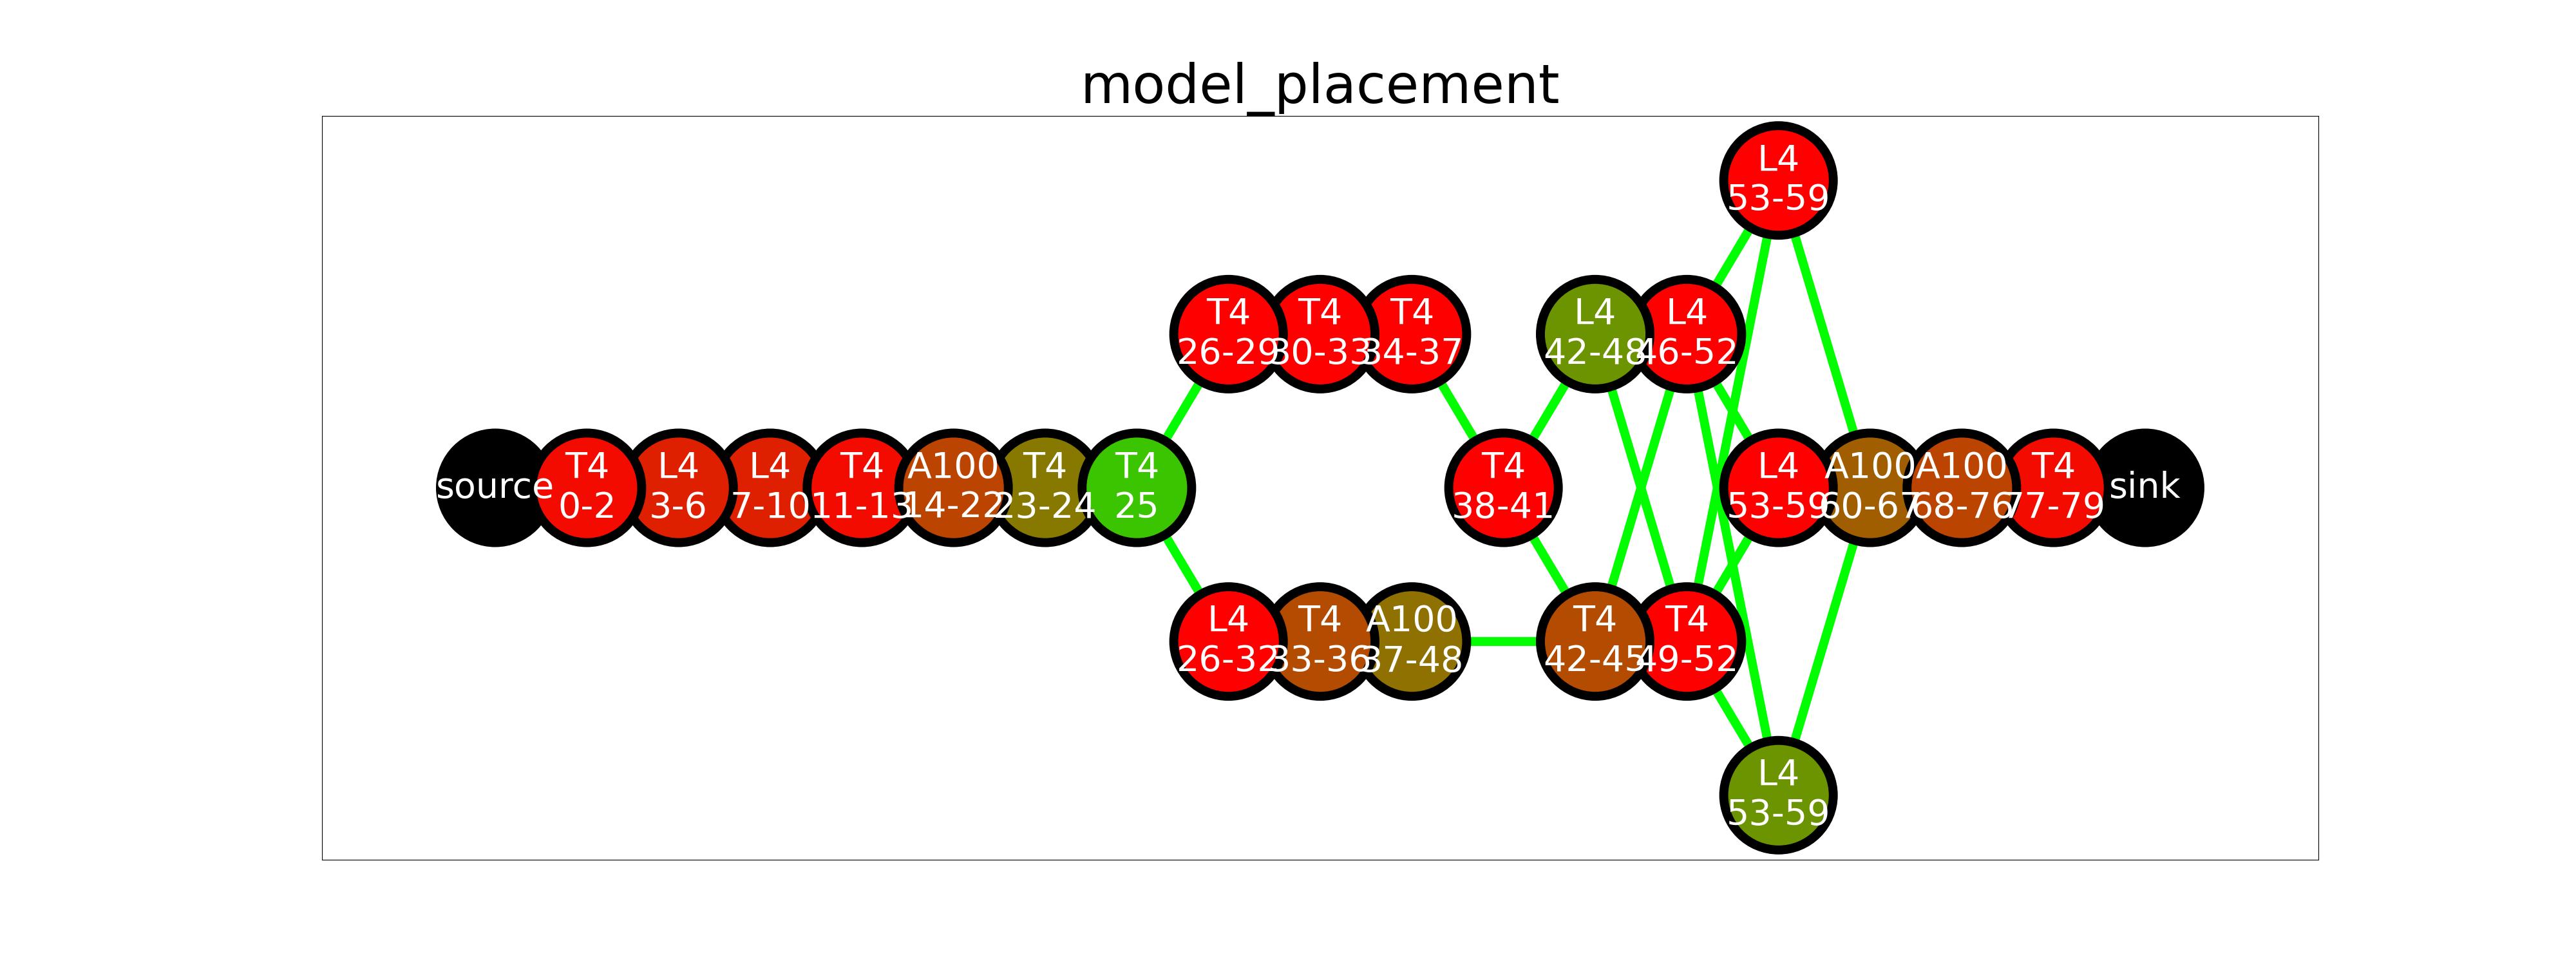 model_placement
L4
53-59
T4
26-29
T4
30-33
T4
34-37
L4
42-48
L4
46-52
source
T4
0-2
L4
3-6
L4
7-10
T4
11-13
A100
14-22
T4
23-24
T4
25
T4
38-41
L4
53-59
A100
60-67
A100
68-76
T4
77-79
sink
L4
26-32
T4
33-36
A100
37-48
T4
42-45
T4
49-52
L4
53-59